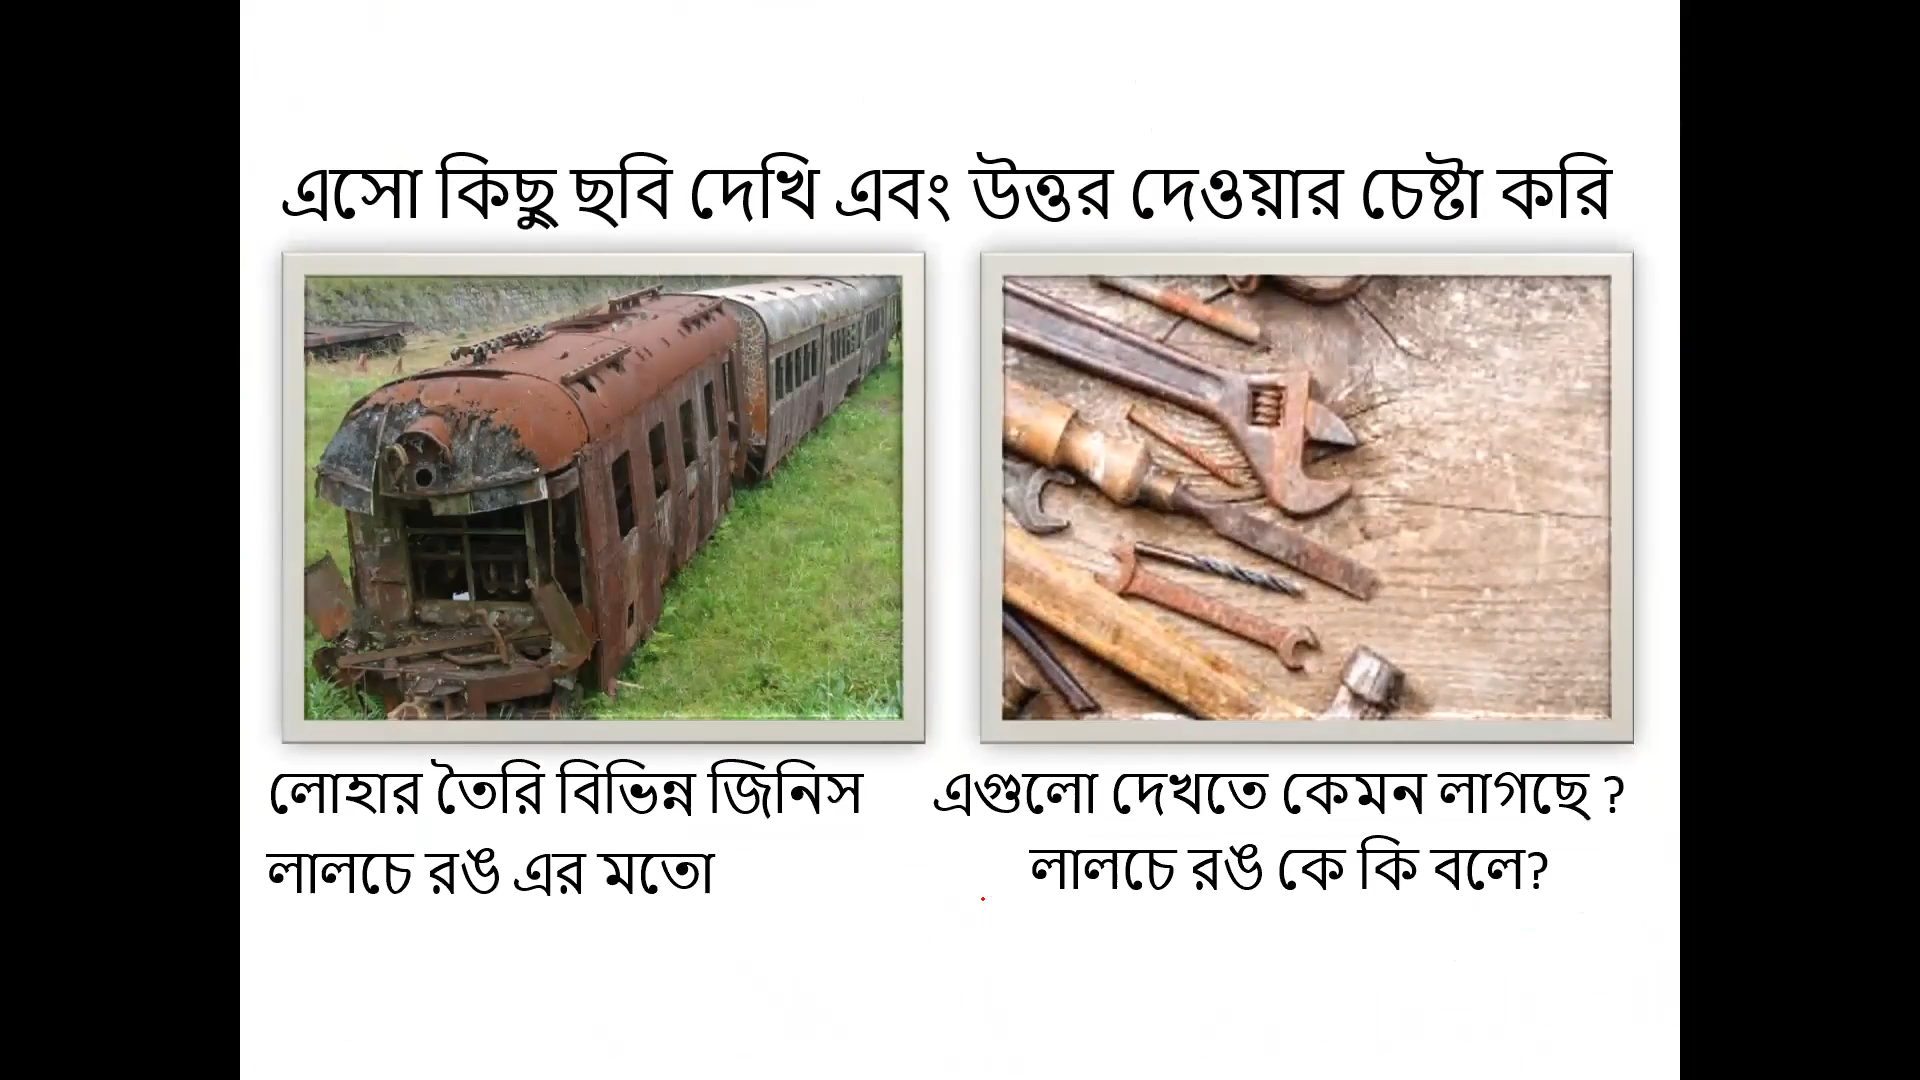 এসো কিছু ছবি দেখি এবং উত্তর দেওয়ার চেষ্টা করি
লোহার তৈরি বিভিন্ন জিনিস
লালচে রঙ এর মতো
এগুলো দেখতে কেমন লাগছে ?
লালচে রঙ কে কি বলে?